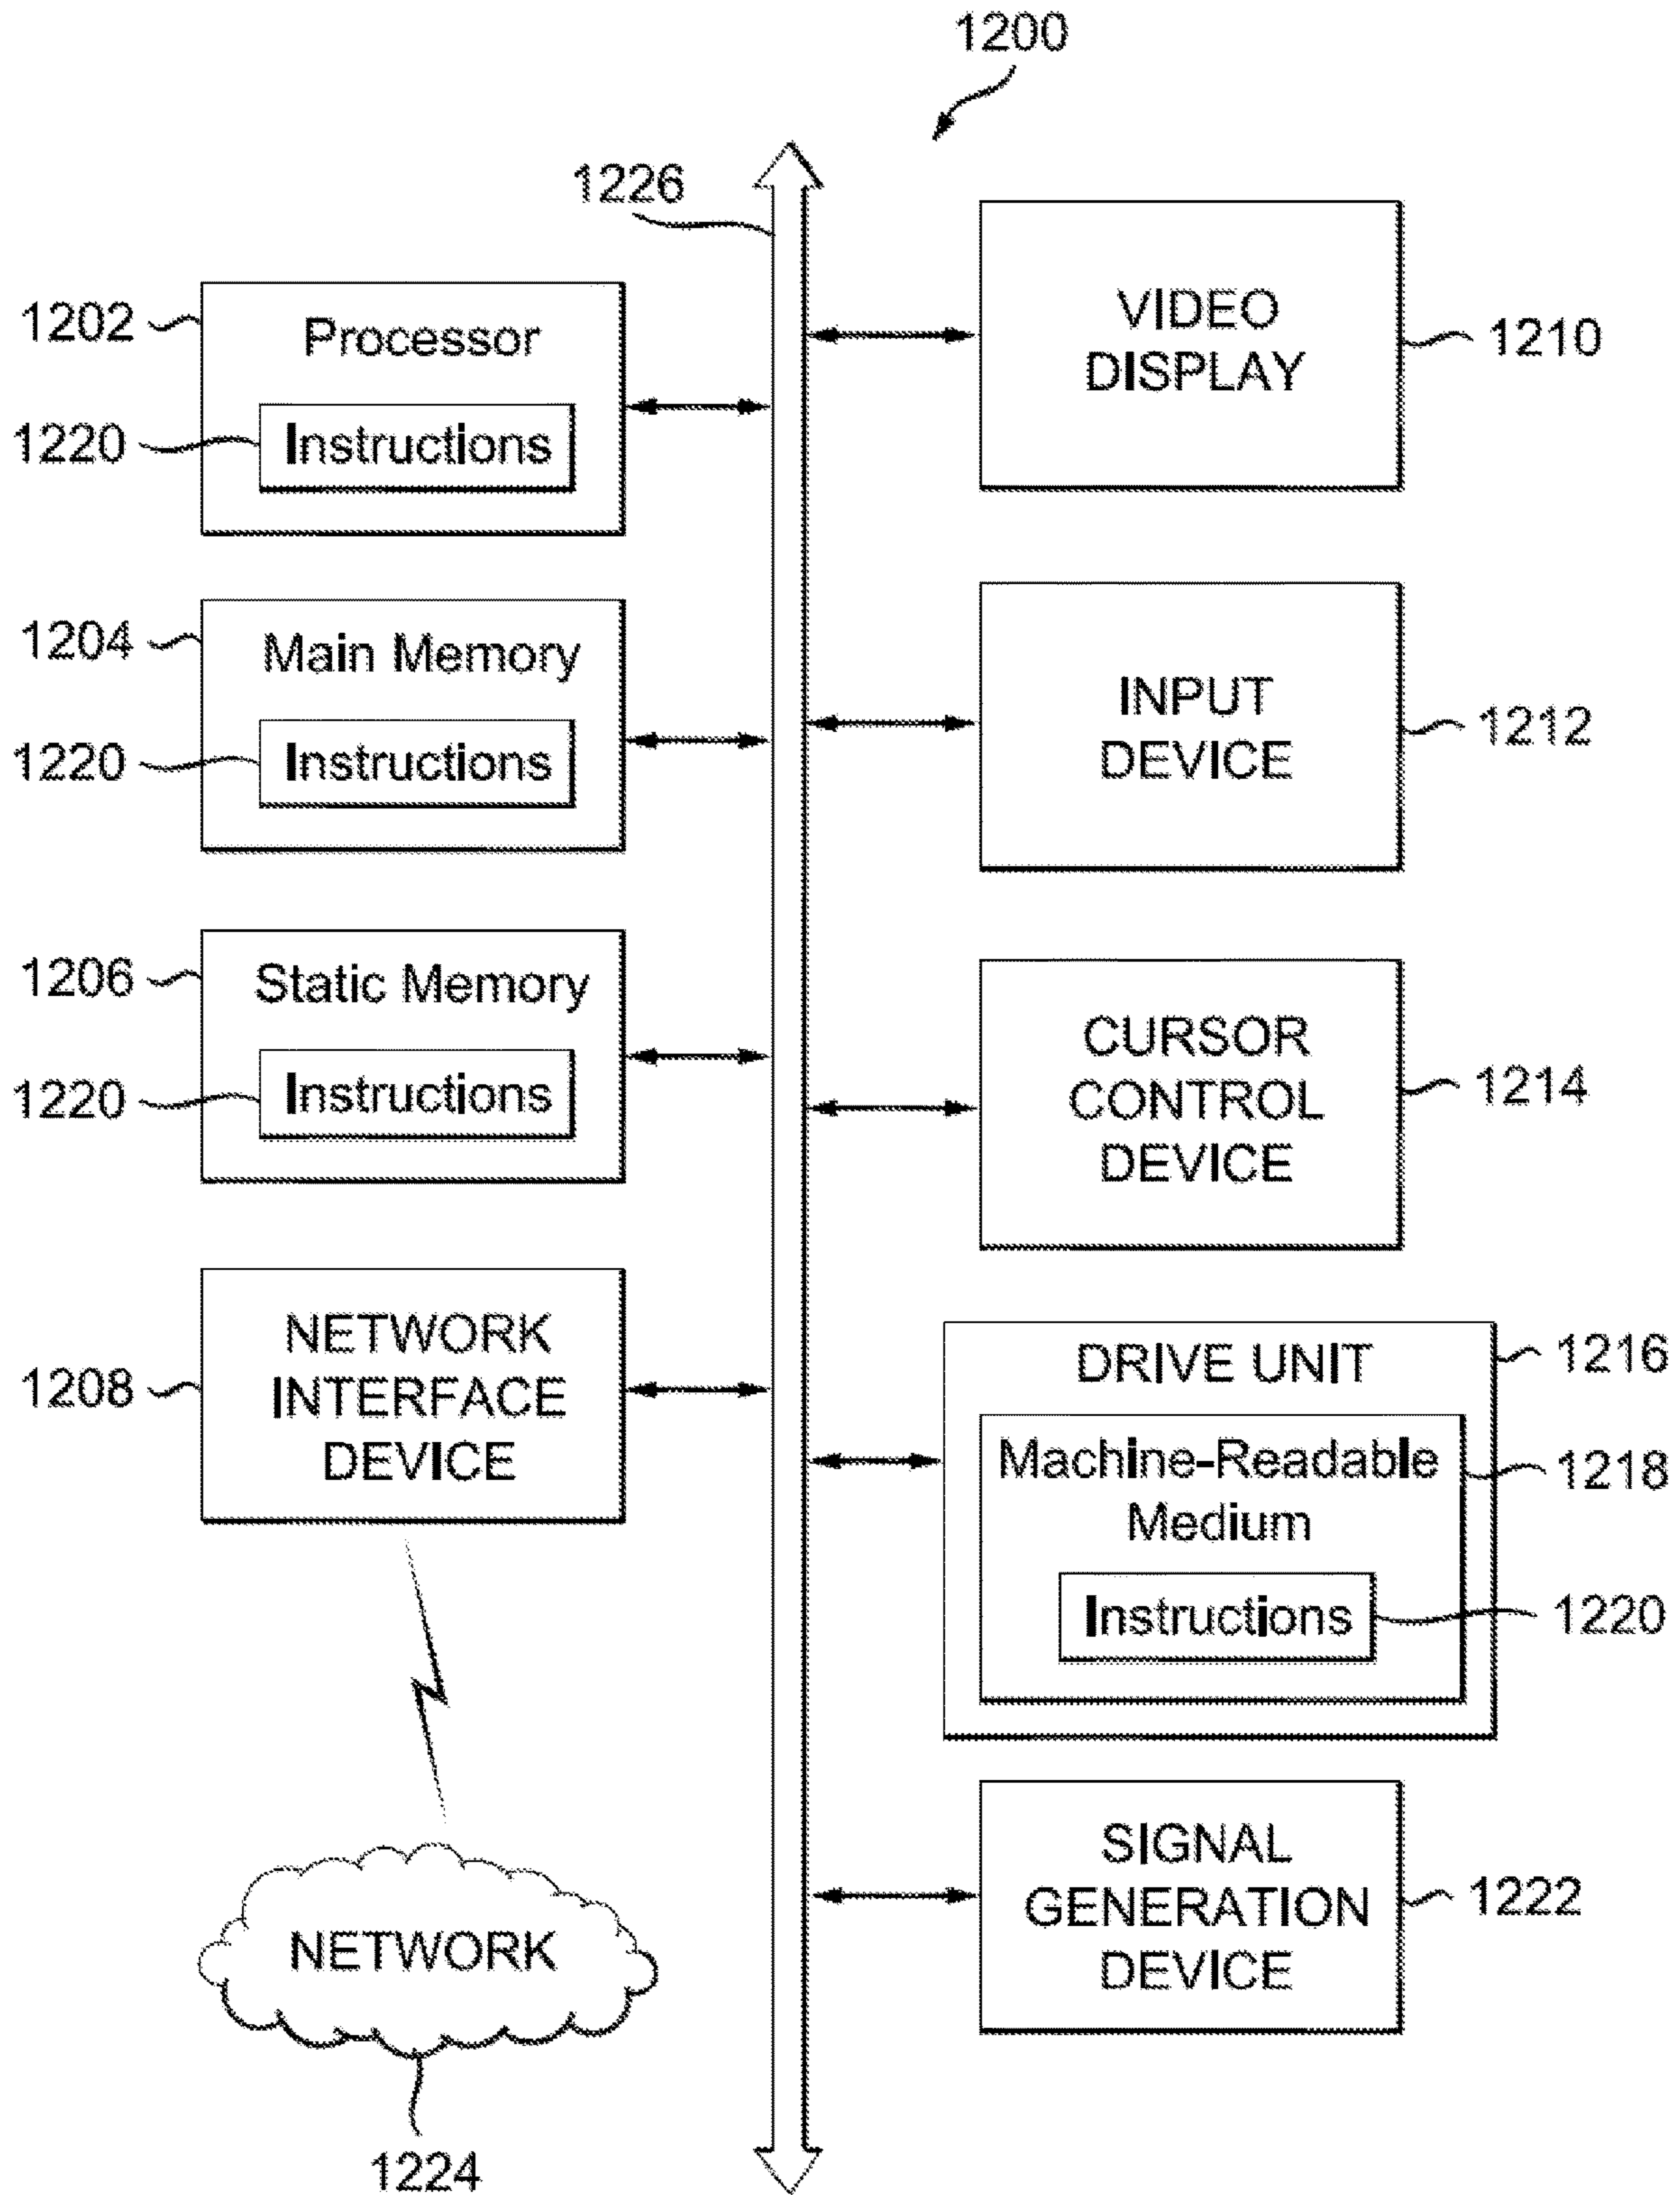 1200
1226
1202
Processor
1220
Instructions
1204
Main Memory
1220
Instructions
1206
Static Memory
1220
Instructions
1208
NETWORK
INTERFACE
DEVICE
NETWORK
1224
VIDEO
DISPLAY
1210
INPUT
DEVICE
1212
CURSOR
CONTROL
DEVICE
1214
DRIVE UNIT
1216
Machine-Readable
Medium
1218
Instructions
1220
SIGNAL
GENERATION
DEVICE
1222